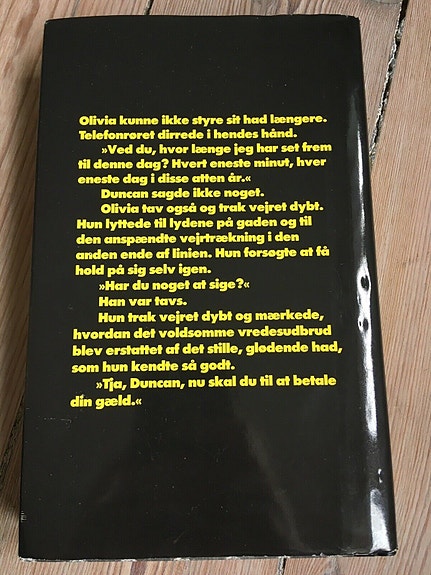 Olivia kunne ikke styre sit had længere.
Telefonrøret dirrede i hendes hånd.
»Ved du, hvor længe jeg har set frem
til denne dag? Hvert eneste minut, hver
eneste dag i disse atten år.«
Duncan sagde ikke noget.
Olivia tav også og trak vejret dybt.
Hun lyttede til lydene på gaden og til
den anspændte vejrtrækning i den
anden ende af linien. Hun forsøgte at få
hold på sig selv igen.
»Har du noget at sige?«
Han var tavs.
Hun trak vejret dybt og mærkede,
hvordan det voldsomme vredesudbrud
blev erstattet af det stille, glødende had,
som hun kendte så godt.
»Tja, Duncan, nu skal du til at betale
din gæld.«